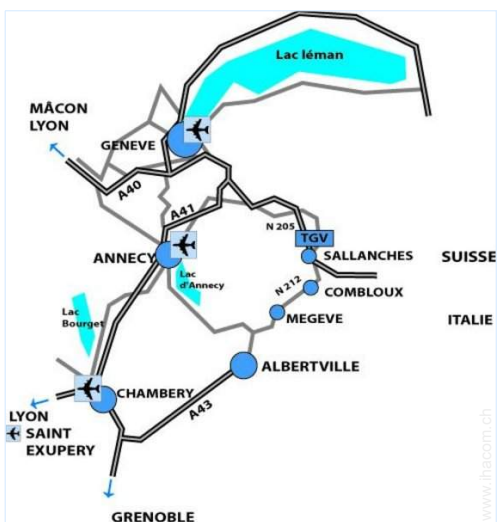 Lac léman
MÂCON
LYON
GENEVE
A40
A41
N 205
TGV
ANNECY
SALLANCHES
SUISSE
Lac
d'Annecy
N 212
COMBLOUX
Lac
Bourget
MEGEVE
ITALIE
ALBERTVILLE
CHAMBERY
A43
LYON
SAINT
EXUPERY
GRENOBLE
www.ihacom.ch